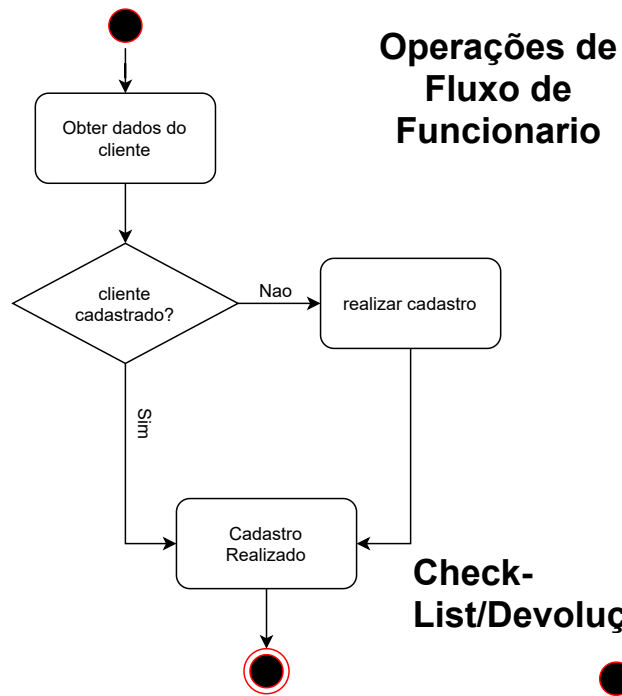 Operações de
Fluxo de
Funcionario
Obter dados do
cliente
cliente
cadastrado?
Nao
realizar cadastro
Sim
Cadastro
Realizado
Check-